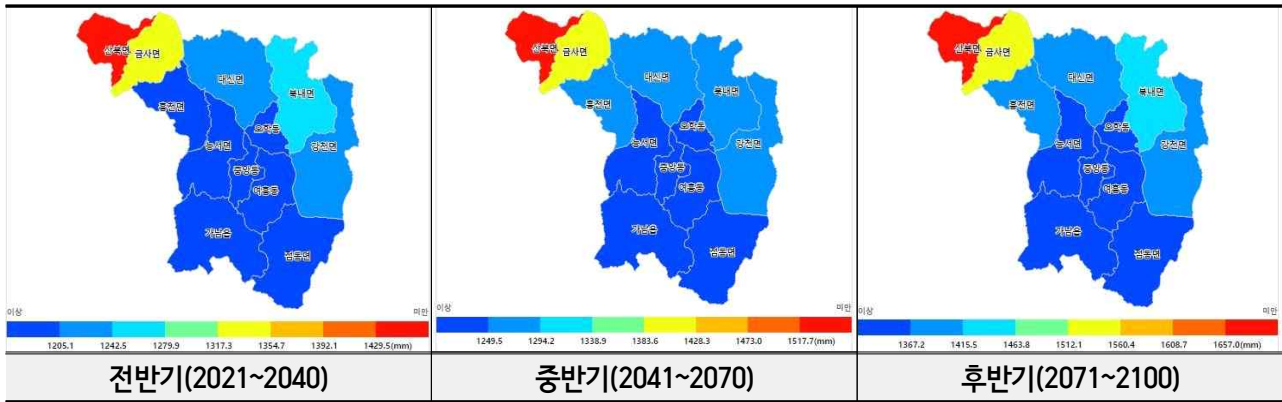 산북면
금사면
대신면
북내면
흥천면
오학동
강천면
능서면
중앙동
여흥동
가남읍
점동면
이상 미만
1205.1 1242.5 1279.9 1317.3 1354.7 1392.1 1429.5(mm)
전반기(2021~2040)
산북면
금사면
대신면
북내면
흥천면
오학동
강천면
능서면
중앙동
여흥동
가남읍
점동면
이상 미만
1249.5 1294.2 1338.9 1383.6 1428.3 1473.0 1517.7(mm)
중반기(2041~2070)
산북면
금사면
대신면
북내면
흥천면
오학동
강천면
능서면
중앙동
여흥동
가남읍
점동면
이상 미만
1367.2 1415.5 1463.8 1512.1 1560.4 1608.7 1657.0(mm)
후반기(2071~2100)